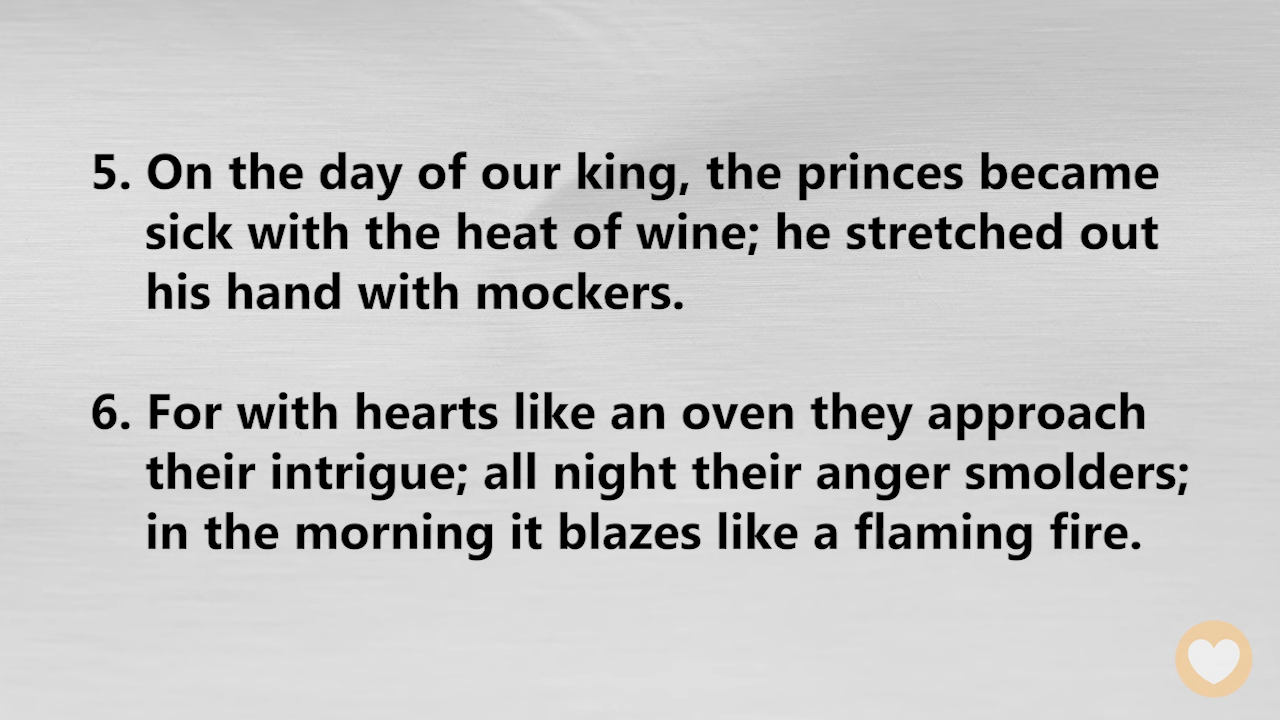 5. On the day of our king, the princes became
sick with the heat of wine; he stretched out
his hand with mockers.
6. For with hearts like an oven they approach
their intrigue; all night their anger smolders;
in the morning it blazes like a flaming fire.